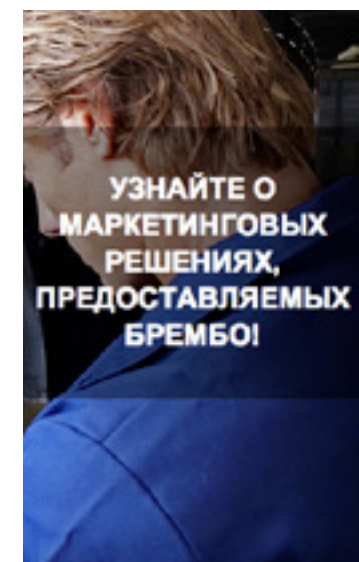 УЗНАЙТЕ О
МАРКЕТИНГОВЫХ
РЕШЕНИЯХ,
ПРЕДОСТАВЛЯЕМЫХ
БРЕМБО!